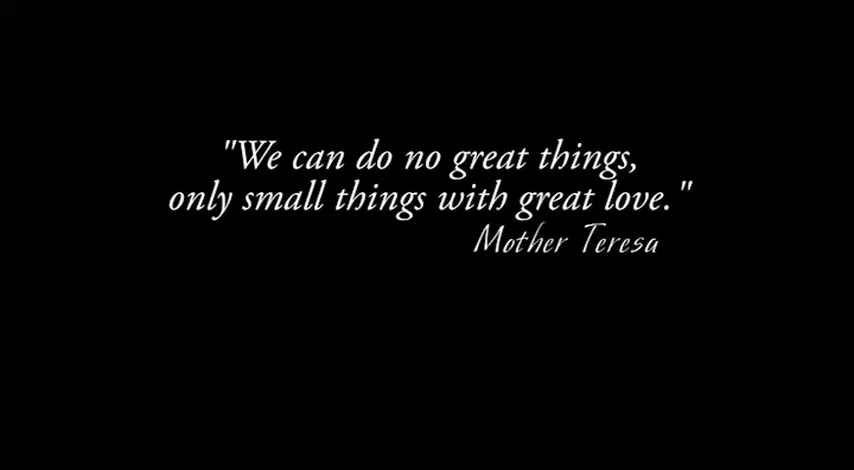 "We can do no great things,
only small things with great love."
Mother Teresa